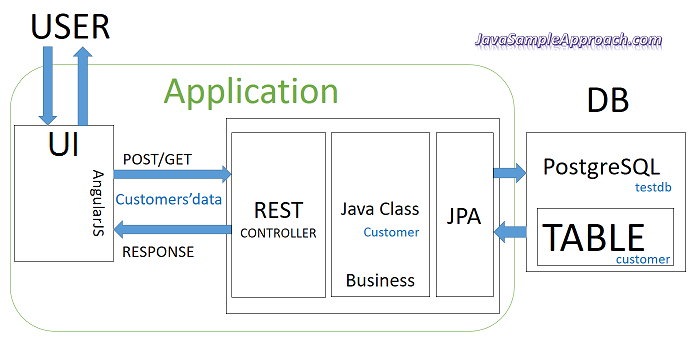 USER
JavaSampleApproach.com
Application
DB
UI
AngularJS
POST/GET
Customers'data
RESPONSE
REST
CONTROLLER
Java Class
Customer
Business
JPA
PostgreSQL
testdb
TABLE
customer